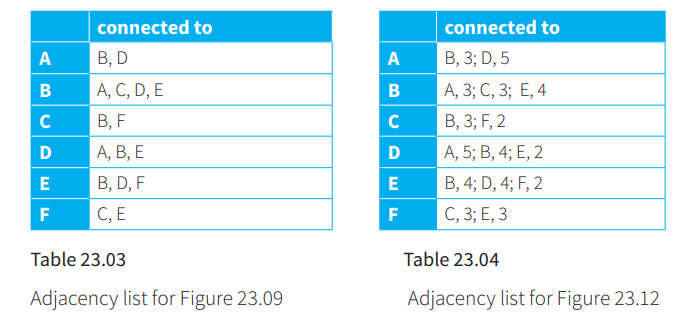 connected to
A B, D
B A, C, D, E
C B, F
D A, B, E
E B, D, F
F C, E
Table 23.03
Adjacency list for Figure 23.09
connected to
A B, 3; D, 5
B A, 3; C, 3; E, 4
C B, 3; F, 2
D A, 5; B, 4; E, 2
E B, 4; D, 4; F, 2
F C, 3; E, 3
Table 23.04
Adjacency list for Figure 23.12